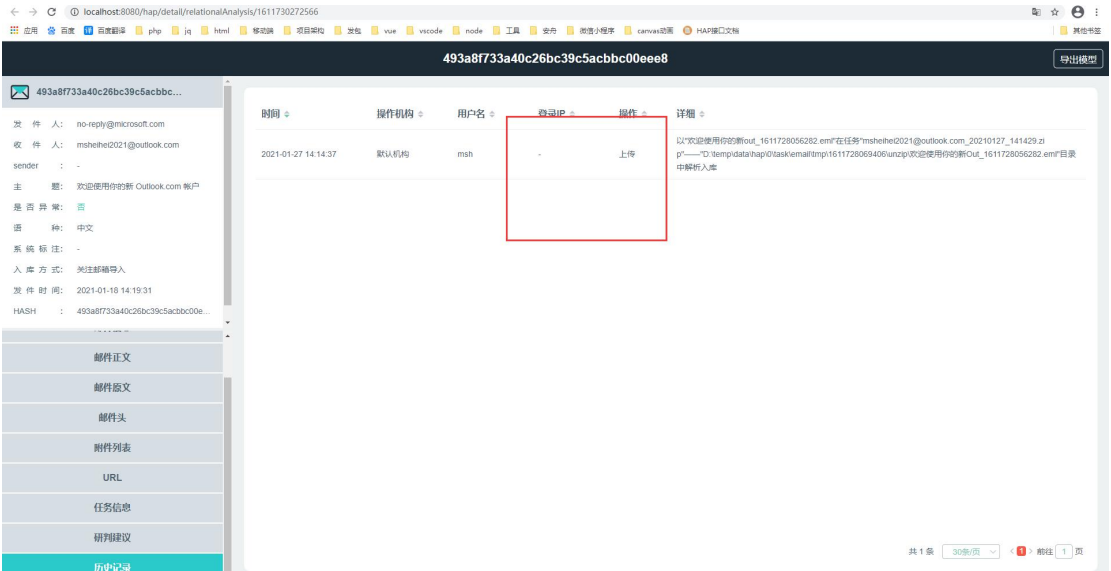 localhost:8080/hap/detail/relationalAnalysis/1611730272566
应用 百度 百度翻译 php jq html 移动端 项目架构 发包 vue vscode node 工具 安舟 微信小程序 canvas动画 HAP接口文档 其他书签
493a8f733a40c26bc39c5acbbc00eee8
导出模型
493a8f733a40c26bc39c5acbbc...
发件人: no-reply@microsoft.com
收件人: msheihei2021@outlook.com
sender : -
主题: 欢迎使用你的新 Outlook.com 帐户
是否异常: 否
语种: 中文
系统标注: -
入库方式: 关注邮箱导入
发件时间: 2021-01-18 14:19:31
HASH : 493a8f733a40c26bc39c5acbbc00e...
邮件正文
邮件原文
邮件头
附件列表
URL
任务信息
研判建议
历史记录
时间 操作机构 用户名 登录IP 操作 详细
2021-01-27 14:14:37 默认机构 msh - 上传
以"欢迎使用你的新out_1611728056282.eml"在任务"msheihei2021@outlook.com_20210127_141429.zi
p"——"D:\temp\data\hap\0\task\email\tmp\1611728069406\unzip\欢迎使用你的新Out_1611728056282.eml"目录
中解析入库
共 1 条 30条/页 1 前往 1 页